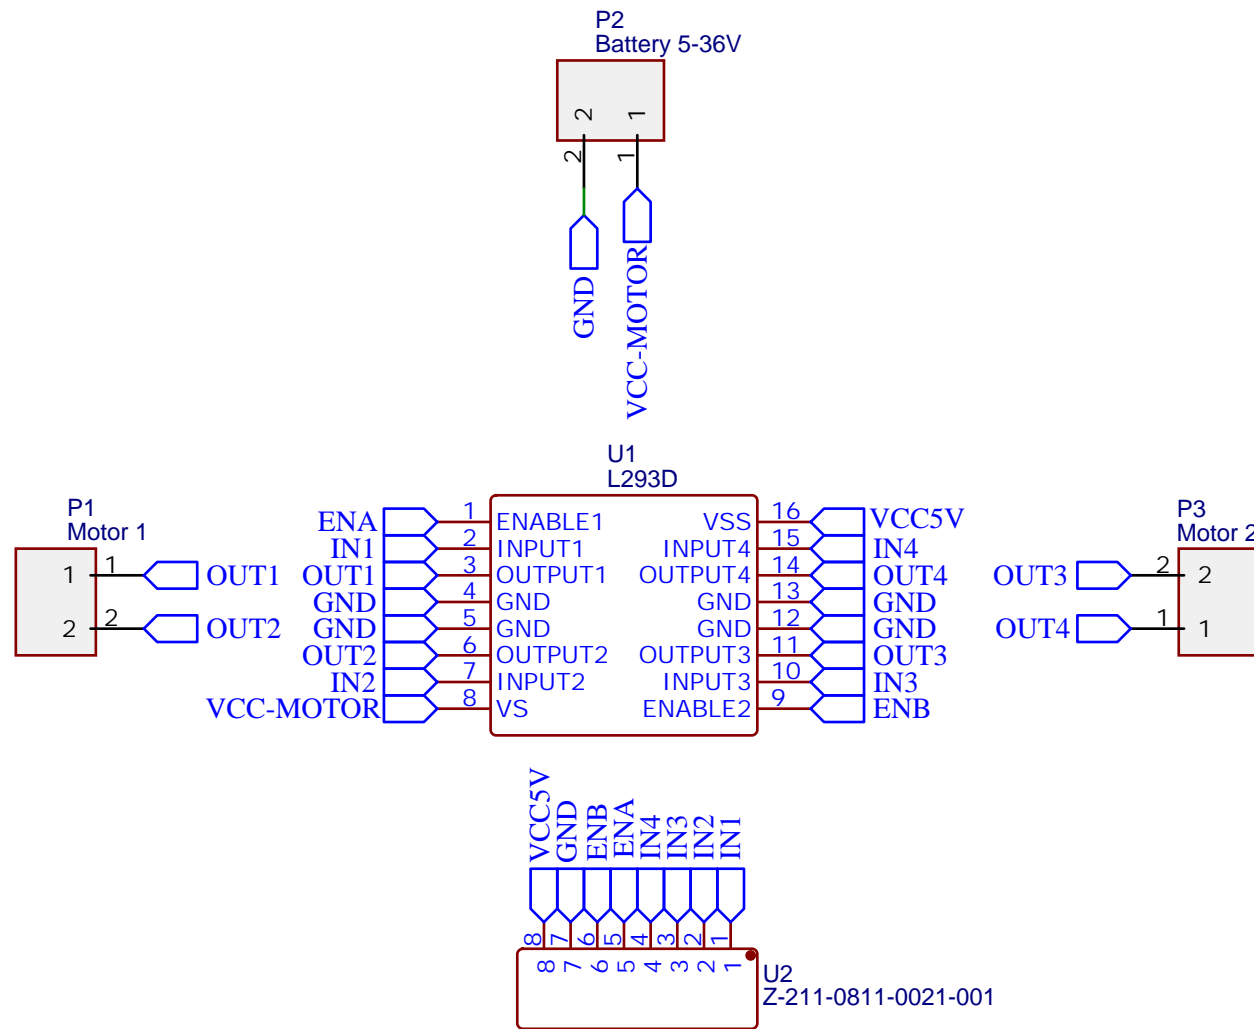 P2
Battery 5-36V
2
1
2
1
GND
VCC-MOTOR
U1
L293D
P1
Motor 1
1
1
OUT1
2
2
OUT2
ENA
1
ENABLE1
IN1
2
INPUT1
OUT1
3
OUTPUT1
GND
4
GND
GND
5
GND
OUT2
6
OUTPUT2
IN2
7
INPUT2
VCC-MOTOR
8
VS
VSS
16
VCC5V
INPUT4
15
IN4
OUTPUT4
14
OUT4
GND
13
GND
GND
12
GND
OUTPUT3
11
OUT3
INPUT3
10
IN3
ENABLE2
9
ENB
P3
Motor 2
OUT3
2
2
OUT4
1
1
VCC5V
GND
ENB
ENA
IN4
IN3
IN2
IN1
8
7
6
5
4
3
2
1
8
7
6
5
4
3
2
1
U2
Z-211-0811-0021-001